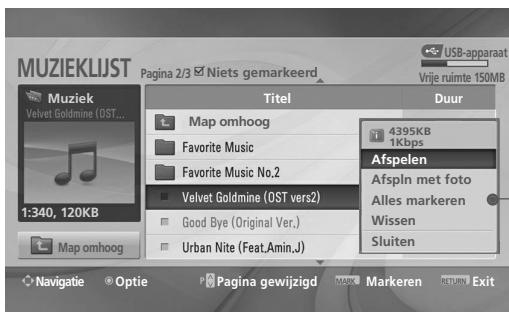 USB-apparaat
MUZIEKLIJST Pagina 2/3 Niets gemarkeerd
Vrije ruimte 150MB
Muziek
Velvet Goldmine (OST...
1:340, 120KB
Map omhoog
Titel Duur
Map omhoog
Favorite Music
Favorite Music No.2
Velvet Goldmine (OST vers2)
Good Bye (Original Ver,)
Urban Nite (Feat,Amin,J)
4395KB
1Kbps
Afspelen
Afspln met foto
Alles markeren
Wissen
Sluiten
Navigatie Optie P Pagina gewijzigd MARK Markeren RETURN Exit